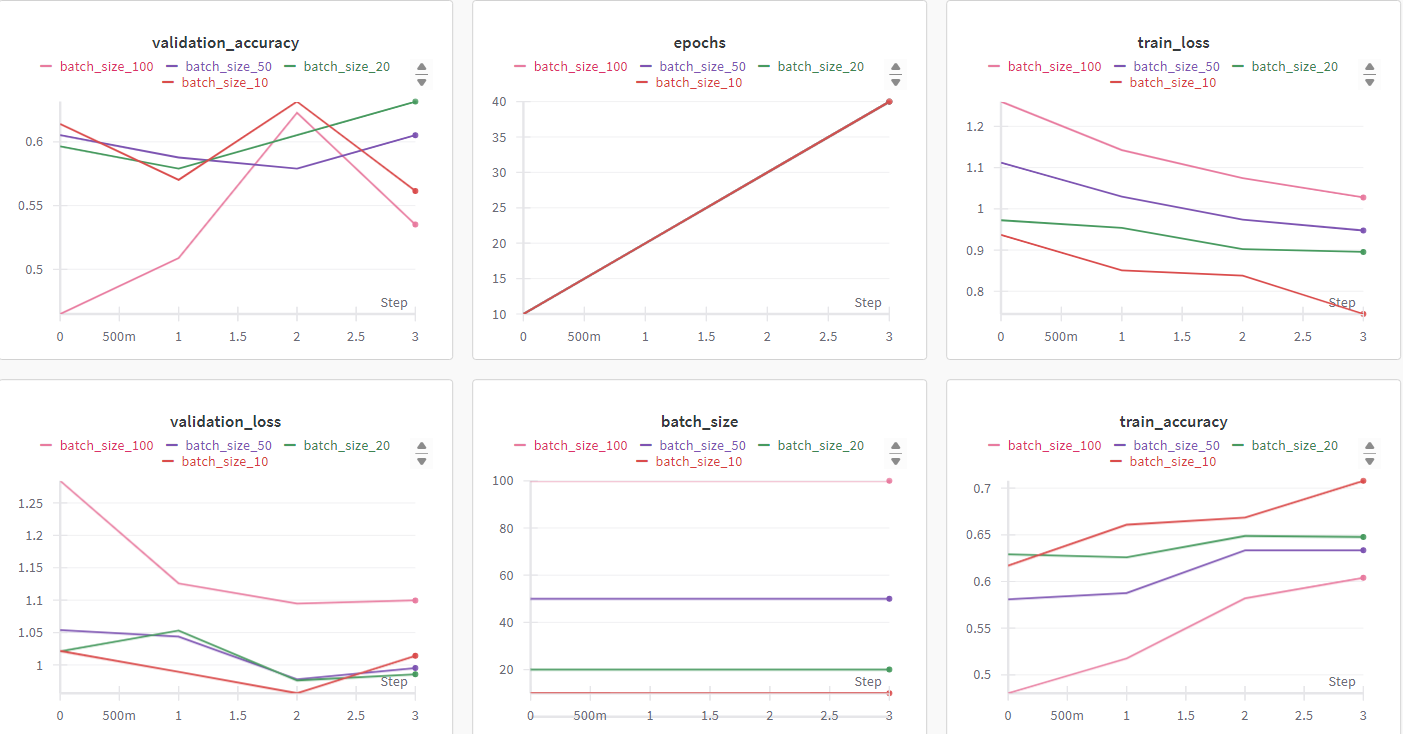 validation_accuracy
batch_size_100 batch_size_50 batch_size_20
batch_size_10
0.6
0.55
0.5
Step
0 500m 1 1.5 2 2.5 3
epochs
batch_size_100 batch_size_50 batch_size_20
batch_size_10
40
35
30
25
20
15
10
Step
0 500m 1 1.5 2 2.5 3
train_loss
batch_size_100 batch_size_50 batch_size_20
batch_size_10
1.2
1.1
1
0.9
0.8
Step
0 500m 1 1.5 2 2.5 3
validation_loss
batch_size_100 batch_size_50 batch_size_20
batch_size_10
1.25
1.2
1.15
1.1
1.05
1
Step
0 500m 1 1.5 2 2.5 3
batch_size
batch_size_100 batch_size_50 batch_size_20
batch_size_10
100
80
60
40
20
Step
0 500m 1 1.5 2 2.5 3
train_accuracy
batch_size_100 batch_size_50 batch_size_20
batch_size_10
0.7
0.65
0.6
0.55
0.5
Step
0 500m 1 1.5 2 2.5 3